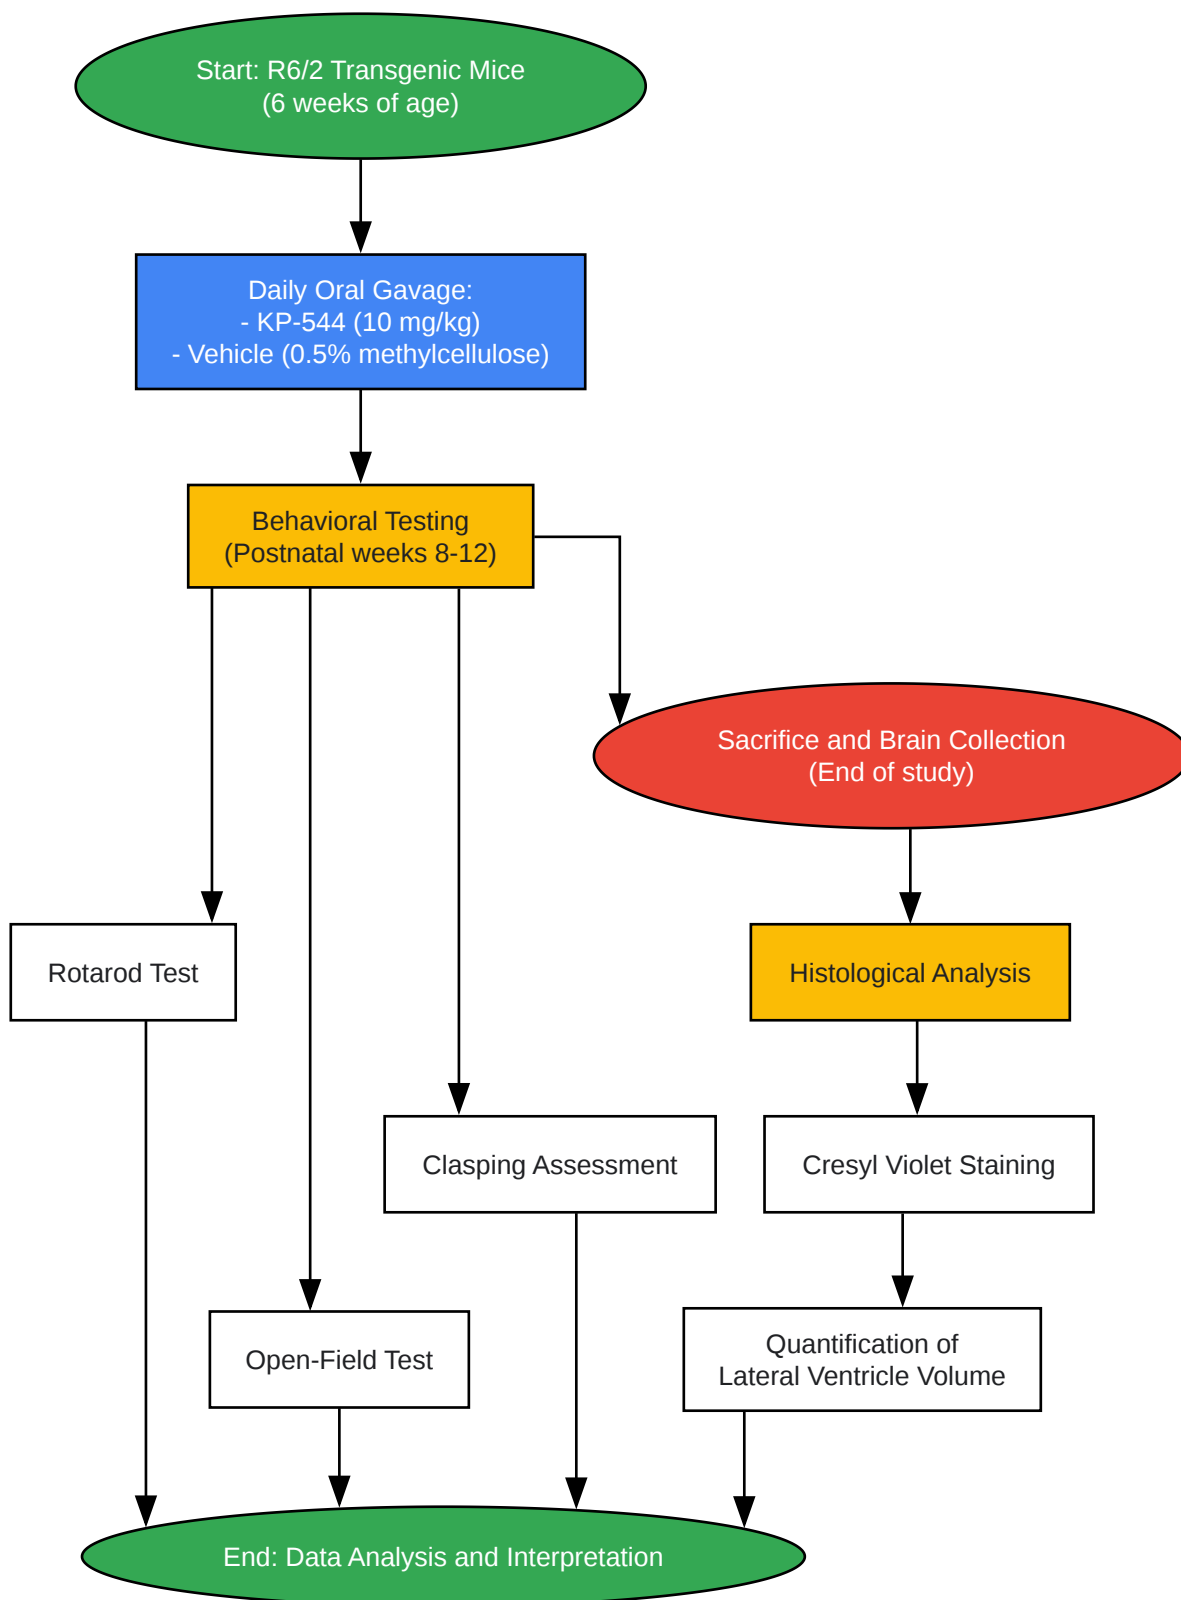 Start: R6/2 Transgenic Mice
(6 weeks of age)
Daily Oral Gavage:
- KP-544 (10 mg/kg)
- Vehicle (0.5% methylcellulose)
Behavioral Testing
(Postnatal weeks 8-12)
Sacrifice and Brain Collection
(End of study)
Rotarod Test
Histological Analysis
Clasping Assessment
Cresyl Violet Staining
Open-Field Test
Quantification of
Lateral Ventricle Volume
End: Data Analysis and Interpretation